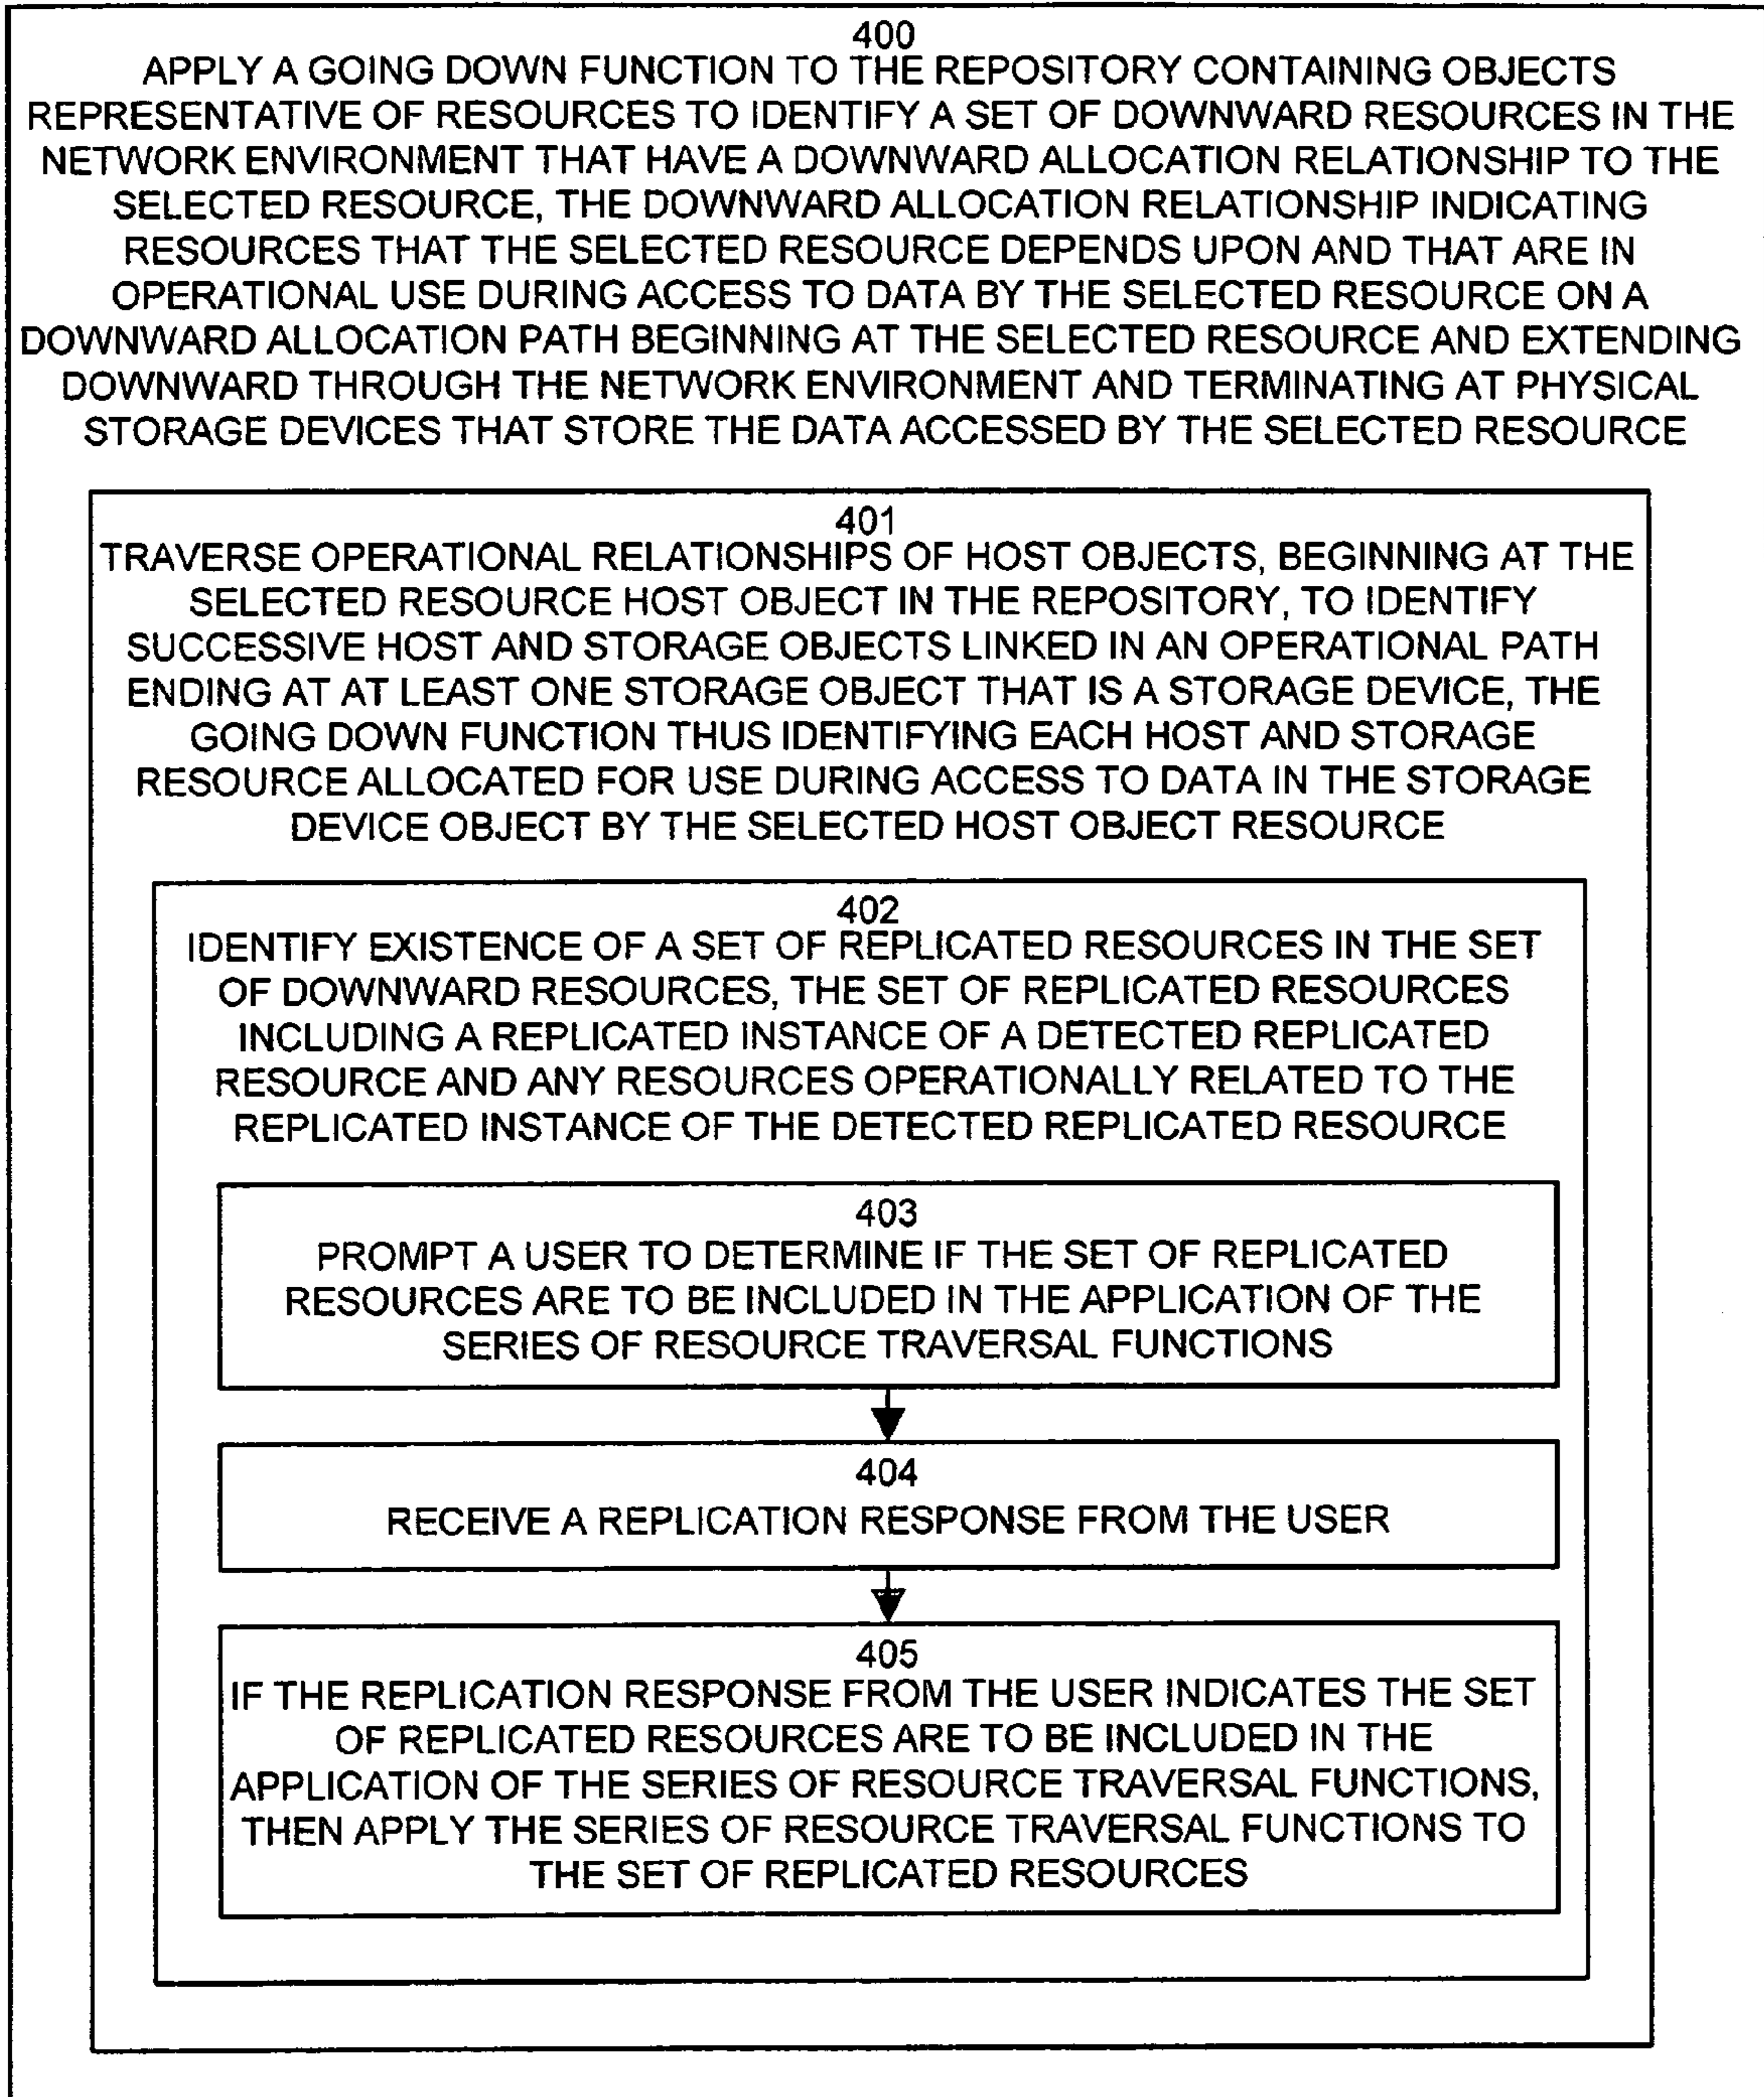 400
APPLY A GOING DOWN FUNCTION TO THE REPOSITORY CONTAINING OBJECTS
REPRESENTATIVE OF RESOURCES TO IDENTIFY A SET OF DOWNWARD RESOURCES IN THE
NETWORK ENVIRONMENT THAT HAVE A DOWNWARD ALLOCATION RELATIONSHIP TO THE
SELECTED RESOURCE, THE DOWNWARD ALLOCATION RELATIONSHIP INDICATING
RESOURCES THAT THE SELECTED RESOURCE DEPENDS UPON AND THAT ARE IN
OPERATIONAL USE DURING ACCESS TO DATA BY THE SELECTED RESOURCE ON A
DOWNWARD ALLOCATION PATH BEGINNING AT THE SELECTED RESOURCE AND EXTENDING
DOWNWARD THROUGH THE NETWORK ENVIRONMENT AND TERMINATING AT PHYSICAL
STORAGE DEVICES THAT STORE THE DATA ACCESSED BY THE SELECTED RESOURCE
401
TRAVERSE OPERATIONAL RELATIONSHIPS OF HOST OBJECTS, BEGINNING AT THE
SELECTED RESOURCE HOST OBJECT IN THE REPOSITORY, TO IDENTIFY
SUCCESSIVE HOST AND STORAGE OBJECTS LINKED IN AN OPERATIONAL PATH
ENDING AT AT LEAST ONE STORAGE OBJECT THAT IS A STORAGE DEVICE, THE
GOING DOWN FUNCTION THUS IDENTIFYING EACH HOST AND STORAGE
RESOURCE ALLOCATED FOR USE DURING ACCESS TO DATA IN THE STORAGE
DEVICE OBJECT BY THE SELECTED HOST OBJECT RESOURCE
402
IDENTIFY EXISTENCE OF A SET OF REPLICATED RESOURCES IN THE SET
OF DOWNWARD RESOURCES, THE SET OF REPLICATED RESOURCES
INCLUDING A REPLICATED INSTANCE OF A DETECTED REPLICATED
RESOURCE AND ANY RESOURCES OPERATIONALLY RELATED TO THE
REPLICATED INSTANCE OF THE DETECTED REPLICATED RESOURCE
403
PROMPT A USER TO DETERMINE IF THE SET OF REPLICATED
RESOURCES ARE TO BE INCLUDED IN THE APPLICATION OF THE
SERIES OF RESOURCE TRAVERSAL FUNCTIONS
404
RECEIVE A REPLICATION RESPONSE FROM THE USER
405
IF THE REPLICATION RESPONSE FROM THE USER INDICATES THE SET
OF REPLICATED RESOURCES ARE TO BE INCLUDED IN THE
APPLICATION OF THE SERIES OF RESOURCE TRAVERSAL FUNCTIONS,
THEN APPLY THE SERIES OF RESOURCE TRAVERSAL FUNCTIONS TO
THE SET OF REPLICATED RESOURCES